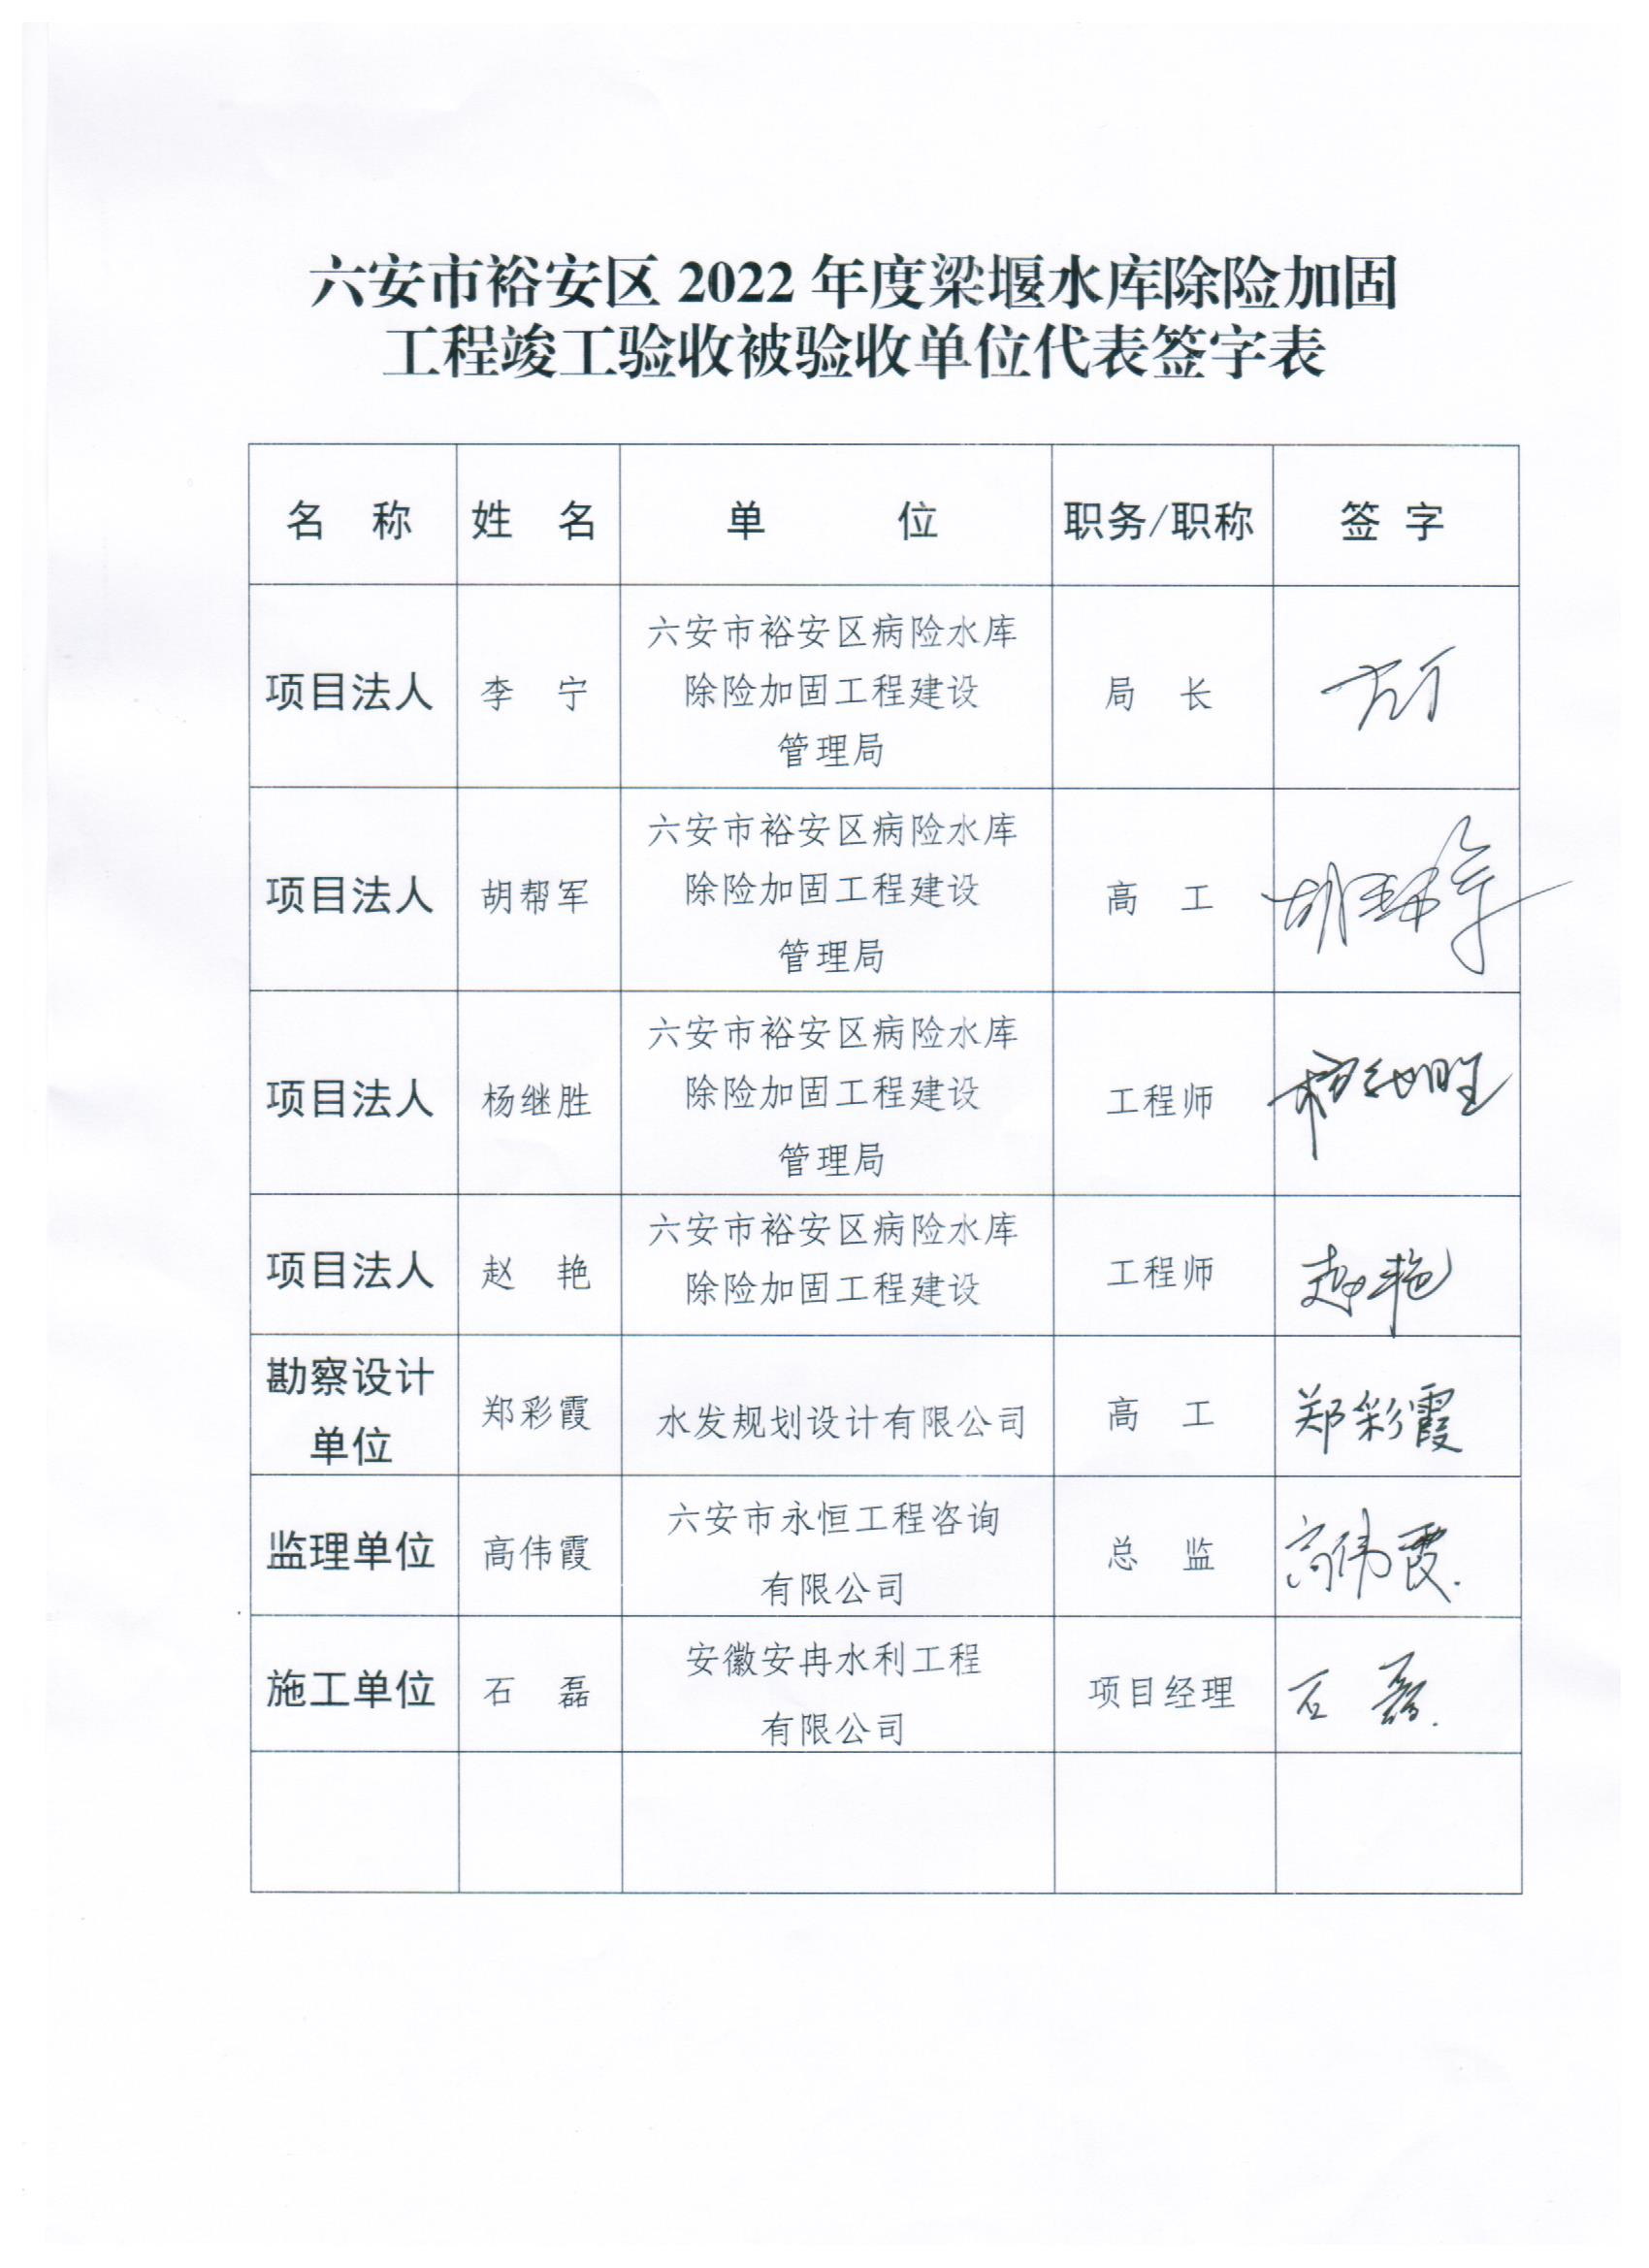 六安市裕安区 2022 年度梁堰水库除险加固
工程竣工验收被验收单位代表签字表
名 称 姓 名 单 位 职务/职称 签 字
六安市裕安区病险水库
项目法人 李 宁 除险加固工程建设 局 长
管理局
六安市裕安区病险水库
项目法人 胡帮军 除险加固工程建设 高 工 胡帮军
管理局
六安市裕安区病险水库
项目法人 杨继胜 除险加固工程建设 工程师 杨继胜
管理局
六安市裕安区病险水库
项目法人 赵 艳 除险加固工程建设 工程师 赵艳
勘察设计
单位 郑彩霞 水发规划设计有限公司 高 工 郑彩霞
六安市永恒工程咨询
监理单位 高伟霞 有限公司 总 监 高伟霞
安徽安冉水利工程
施工单位 石 磊 有限公司 项目经理 石磊